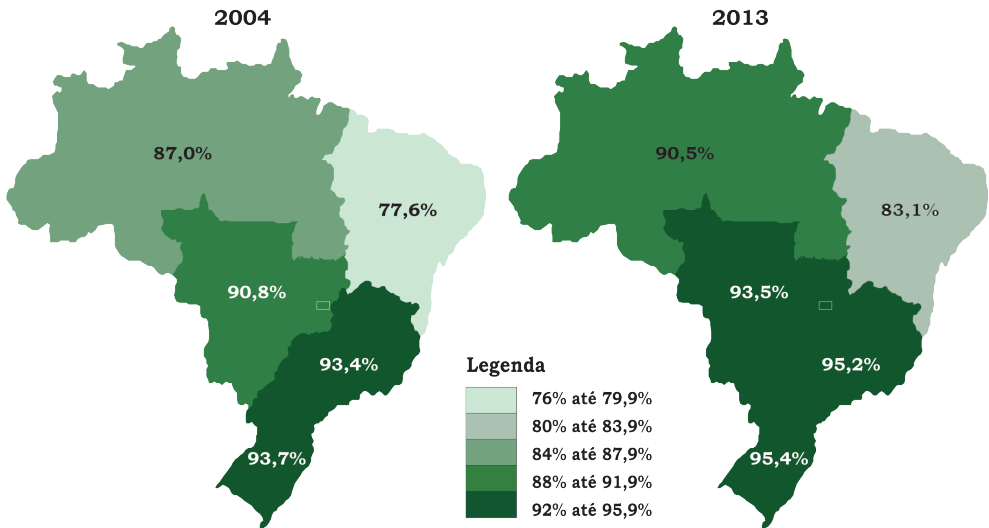 2004
87,0%
77,6%
90,8%
93,4%
93,7%
2013
90,5%
83,1%
93,5%
95,2%
95,4%
Legenda
76% até 79,9%
80% até 83,9%
84% até 87,9%
88% até 91,9%
92% até 95,9%